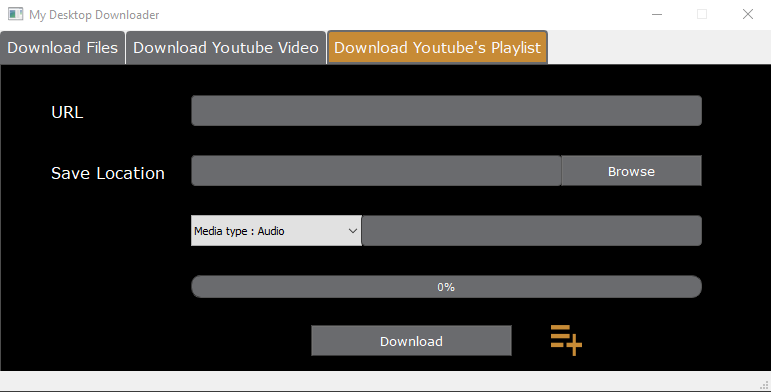 My Desktop Downloader
Download Files
Download Youtube Video
Download Youtube's Playlist
URL
Save Location
Browse
Media type : Audio
0%
Download